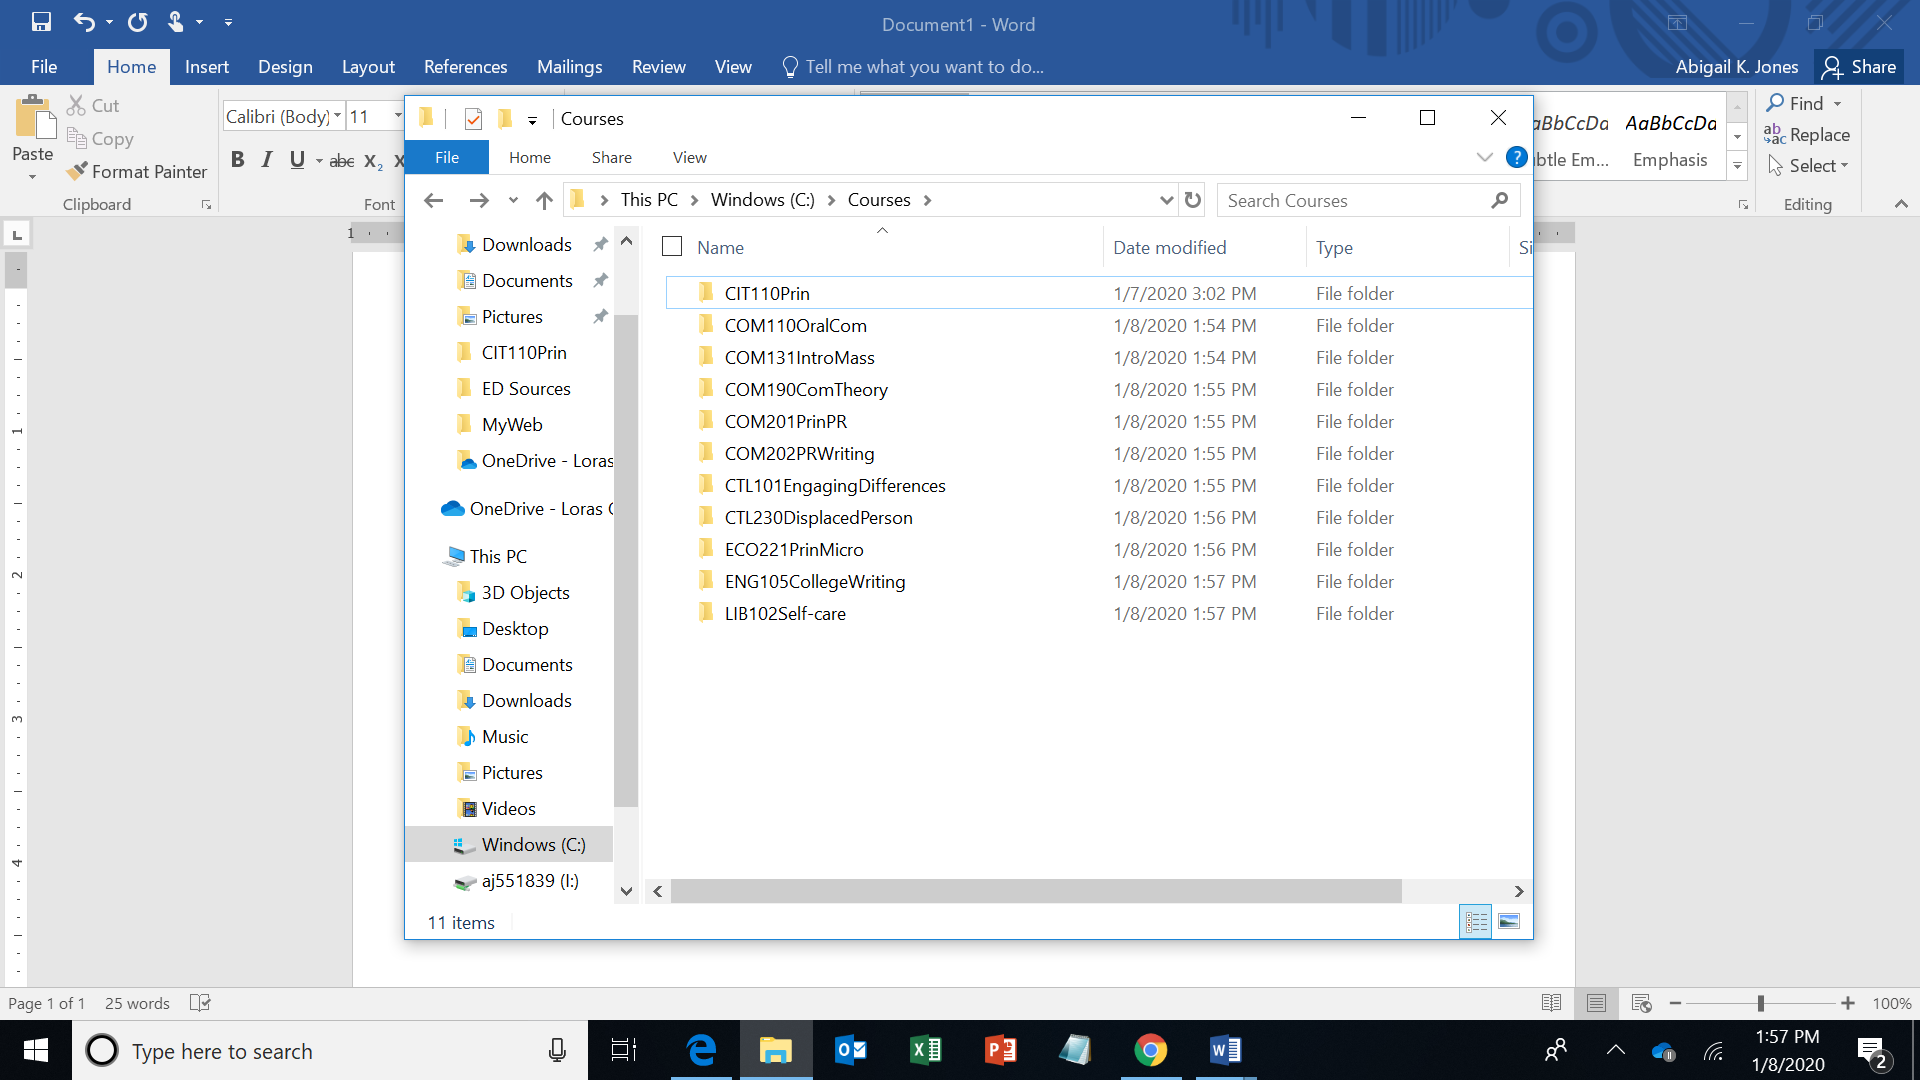 Document1 - Word
File Home Insert Design Layout References Mailings Review View Tell me what you want to do... Abigail K. Jones Share
Paste
Cut
Copy
Format Painter
Clipboard
Calibri (Body) 11
B I U abc X2
Font
AaBbCcDd
Emphasis
Find
Replace
Select
Editing
Courses
File Home Share View
This PC Windows (C:) Courses
Search Courses
Downloads
Documents
Pictures
CIT110Prin
ED Sources
MyWeb
OneDrive - Loras
OneDrive - Loras C
This PC
3D Objects
Desktop
Documents
Downloads
Music
Pictures
Videos
Windows (C:)
aj551839 (I:)
Name Date modified Type Si
CIT110Prin 1/7/2020 3:02 PM File folder
COM110OralCom 1/8/2020 1:54 PM File folder
COM131IntroMass 1/8/2020 1:54 PM File folder
COM190ComTheory 1/8/2020 1:55 PM File folder
COM201PrinPR 1/8/2020 1:55 PM File folder
COM202PRWriting 1/8/2020 1:55 PM File folder
CTL101EngagingDifferences 1/8/2020 1:55 PM File folder
CTL230DisplacedPerson 1/8/2020 1:56 PM File folder
ECO221PrinMicro 1/8/2020 1:56 PM File folder
ENG105CollegeWriting 1/8/2020 1:57 PM File folder
LIB102Self-care 1/8/2020 1:57 PM File folder
11 items
Page 1 of 1 25 words 100%
Type here to search
1:57 PM
1/8/2020
2